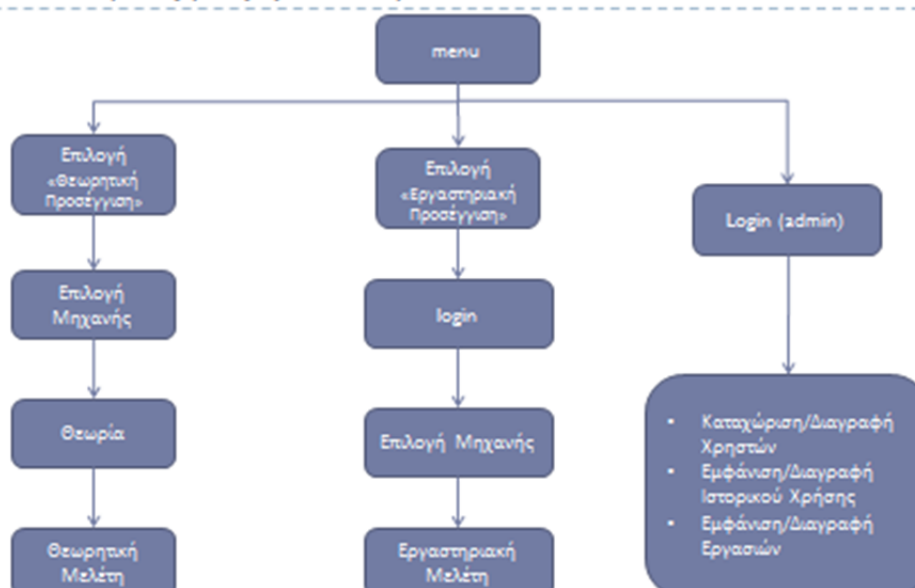 menu
Επιλογή
«Θεωρητική
Προσέγγιση»
Επιλογή
Μηχανής
Θεωρία
Θεωρητική
Μελέτη
Επιλογή
«Εργαστηριακή
Προσέγγιση»
login
Επιλογή Μηχανής
Εργαστηριακή
Μελέτη
Login (admin)
• Καταχώριση/Διαγραφή
Χρηστών
• Εμφάνιση/Διαγραφή
Ιστορικού Χρήσης
• Εμφάνιση/Διαγραφή
Εργασιών